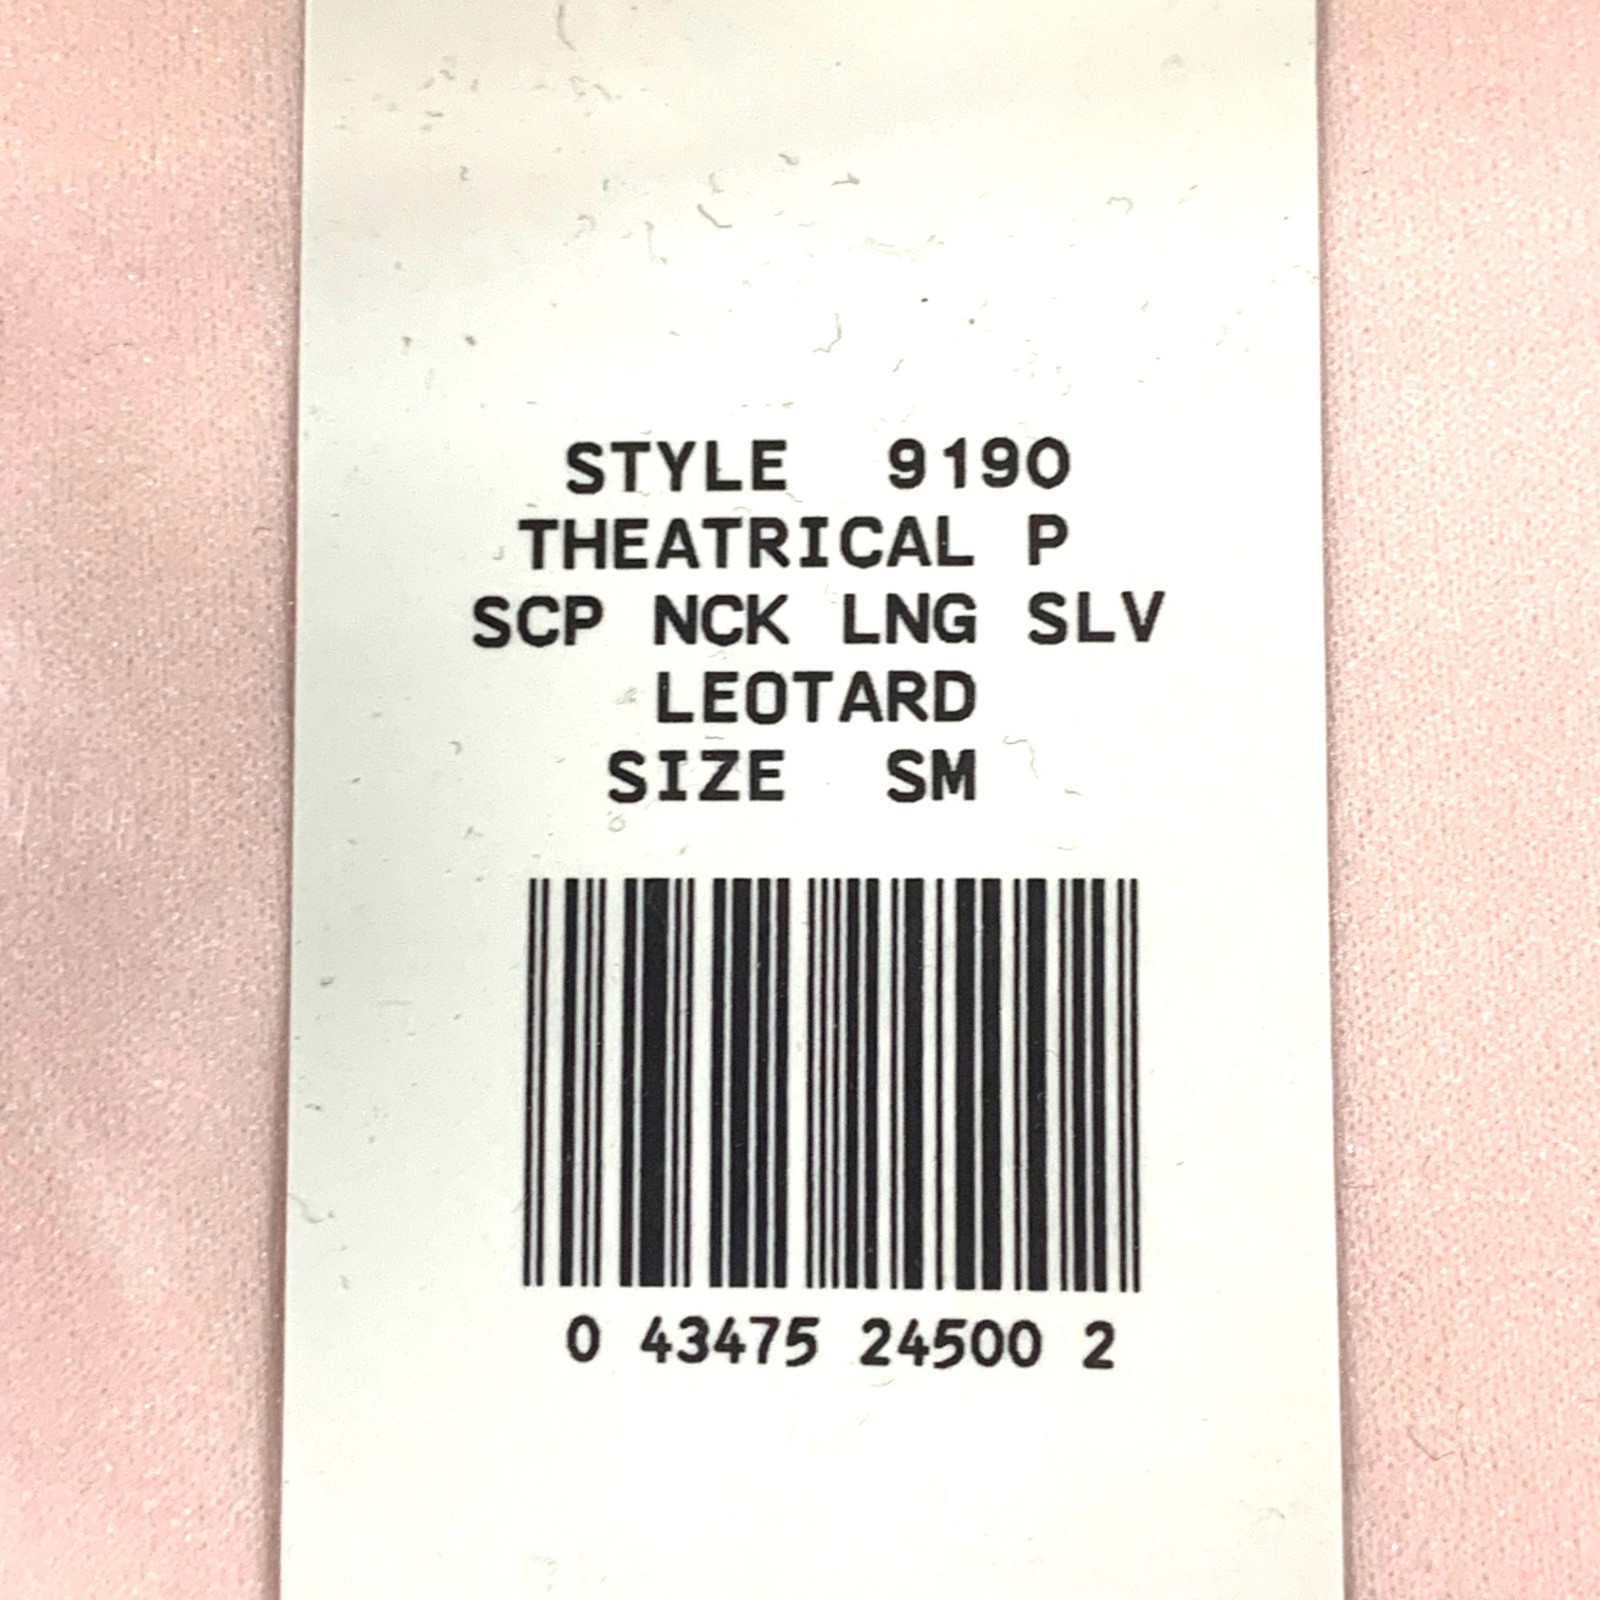 STYLE 9190
THEATRICAL P
SCP NCK LNG SLV
LEOTARD
SIZE SM
0 43475 24500 2